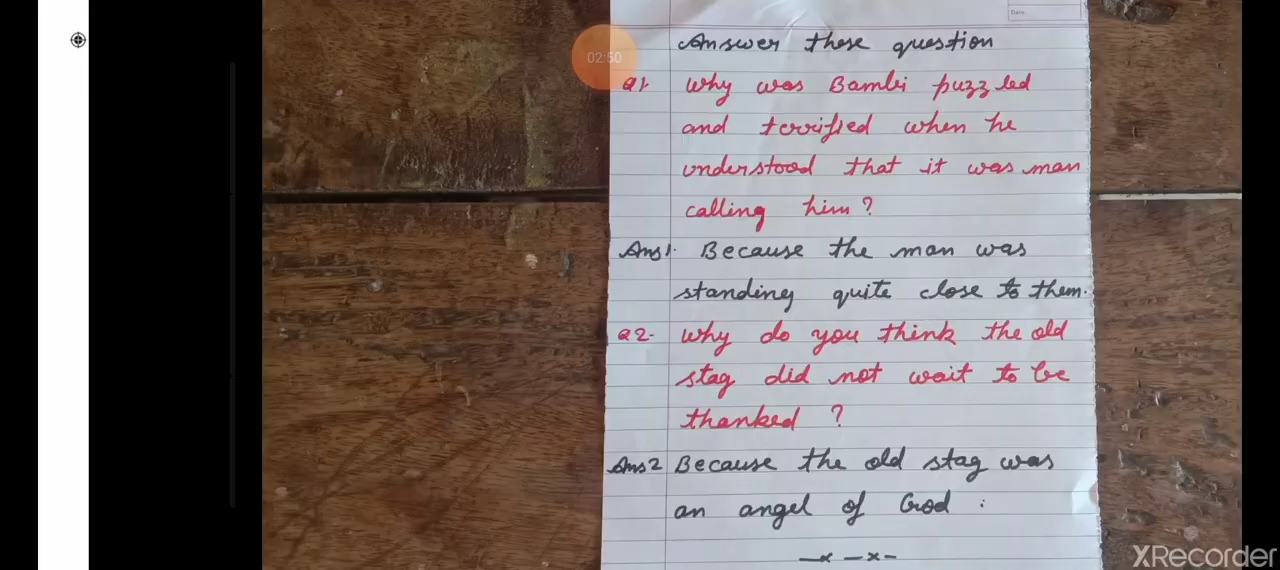 Date.
Answer these question
02:50
Q1. Why was Bambi puzzled
and terrified when he
understood that it was man
calling him ?
Ans1. Because the man was
standing quite close to them.
Q2- Why do you think the old
stag did not wait to be
thanked ?
Ans2 Because the old stag was
an angel of God :
XRecorder